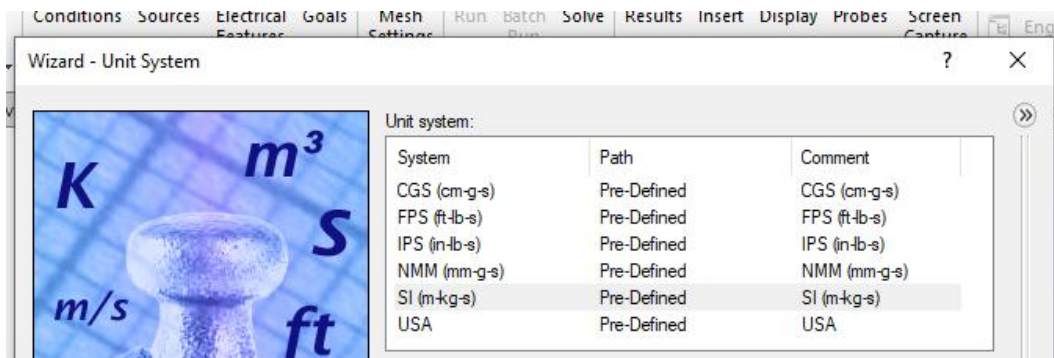 Conditions Sources Electrical Goals Mesh Run Batch Solve Results Insert Display Probes Screen
Features Settings Run Capture Eng
Wizard - Unit System ? ×
Unit system: »
K m³ S m/s ft
System Path Comment
CGS (cm-g-s) Pre-Defined CGS (cm-g-s)
FPS (ft-lb-s) Pre-Defined FPS (ft-lb-s)
IPS (in-lb-s) Pre-Defined IPS (in-lb-s)
NMM (mm-g-s) Pre-Defined NMM (mm-g-s)
SI (m-kg-s) Pre-Defined SI (m-kg-s)
USA Pre-Defined USA